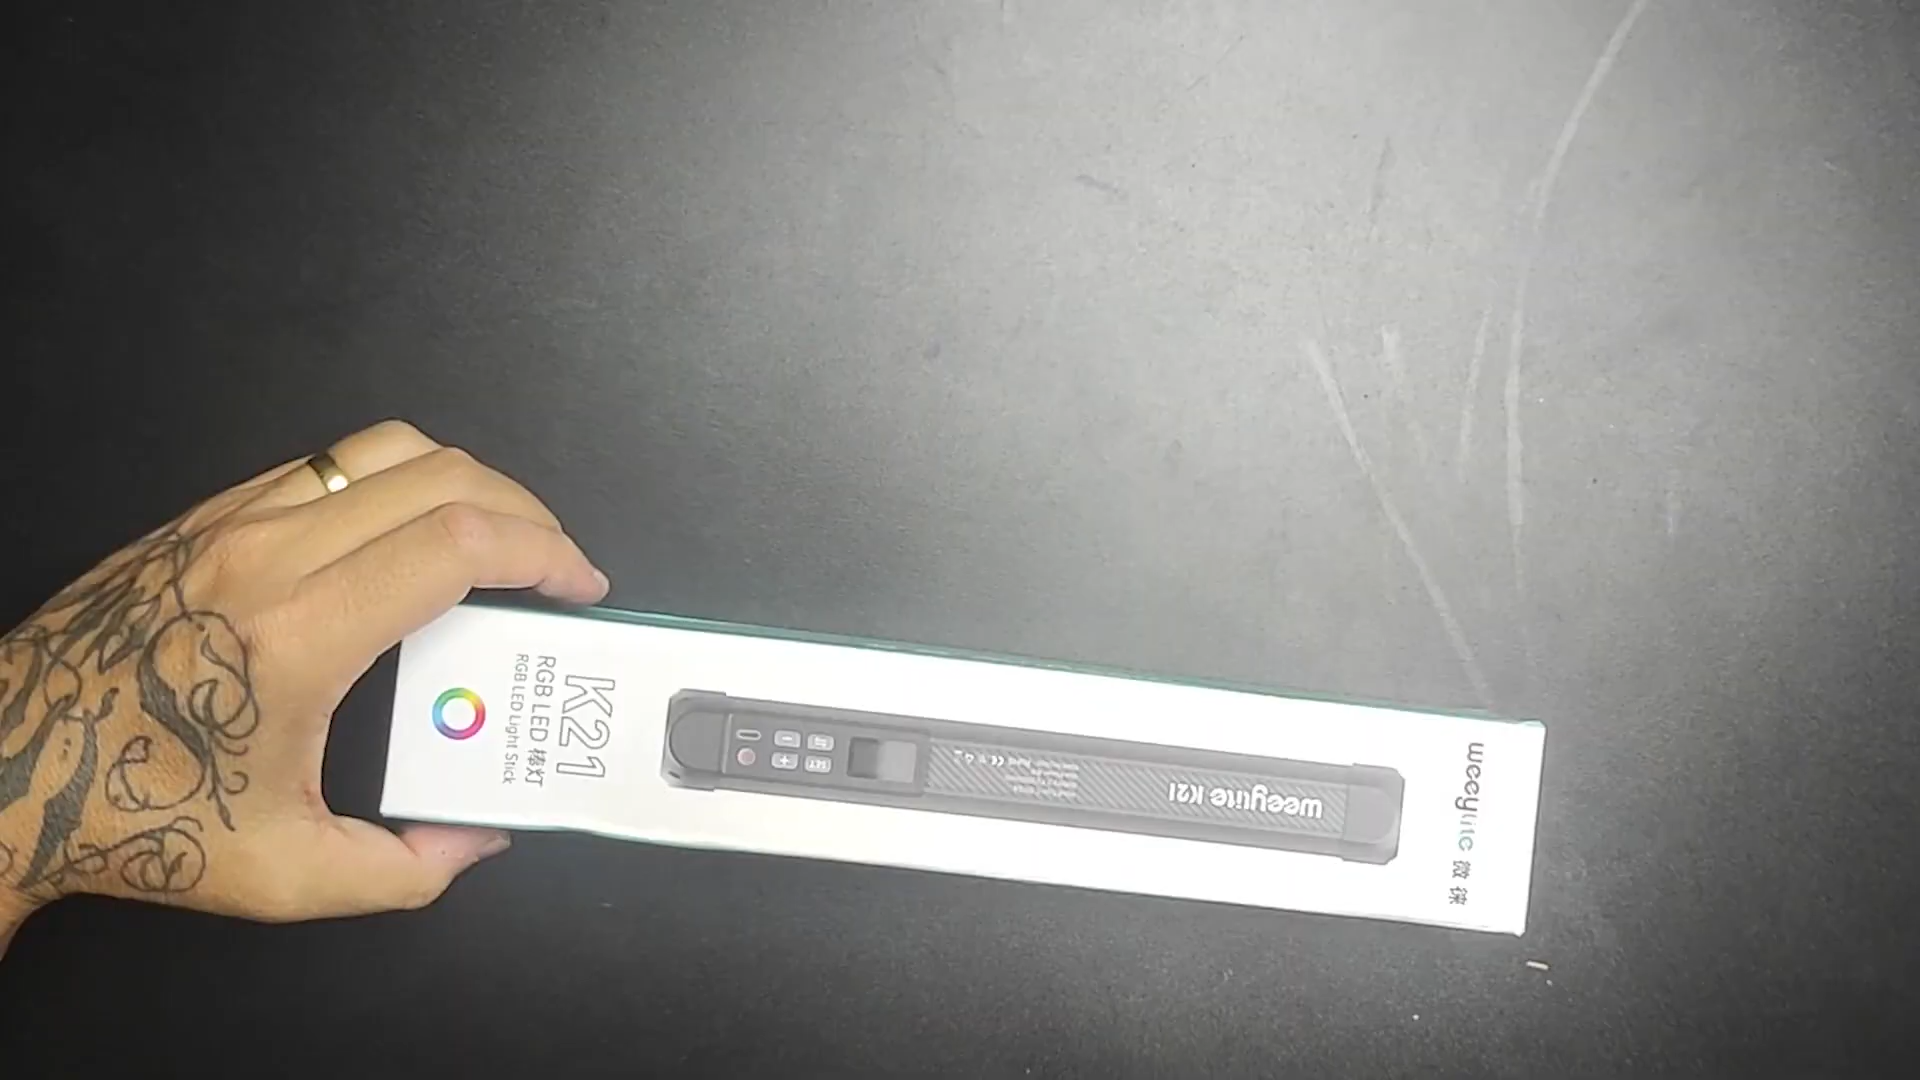 weeylite 微徕
weeylite K21
SET
K21
RGB LED 棒灯
RGB LED Light Stick